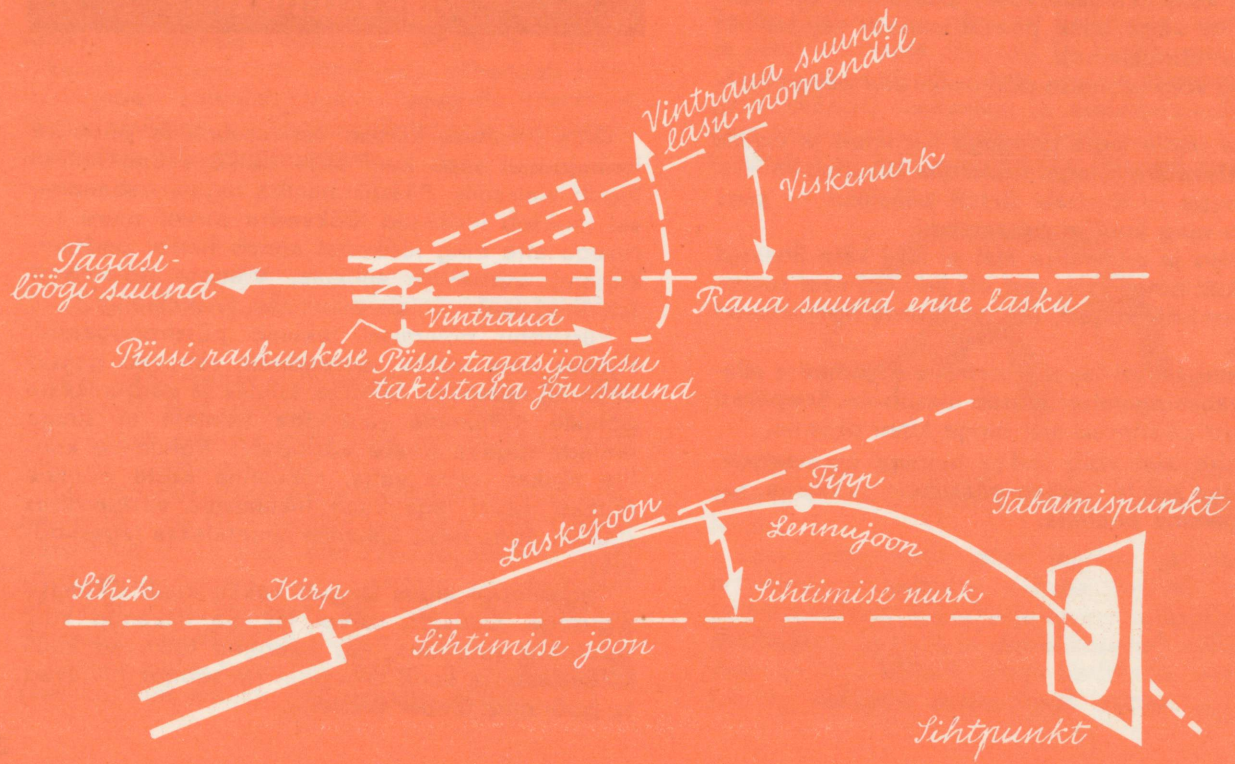 Vintraua suund
lasu momendil
Viskenurk
Tagasi-
löögi suund
Raua suund enne lasku
Vintraud
Püssi raskuskese
Püssi tagasijooksu
takistava jõu suund
Tipp
Tabamispunkt
Laskejoon
Lennujoon
Sihik
Kirp
Sihtimise nurk
Sihtimise joon
Sihtpunkt